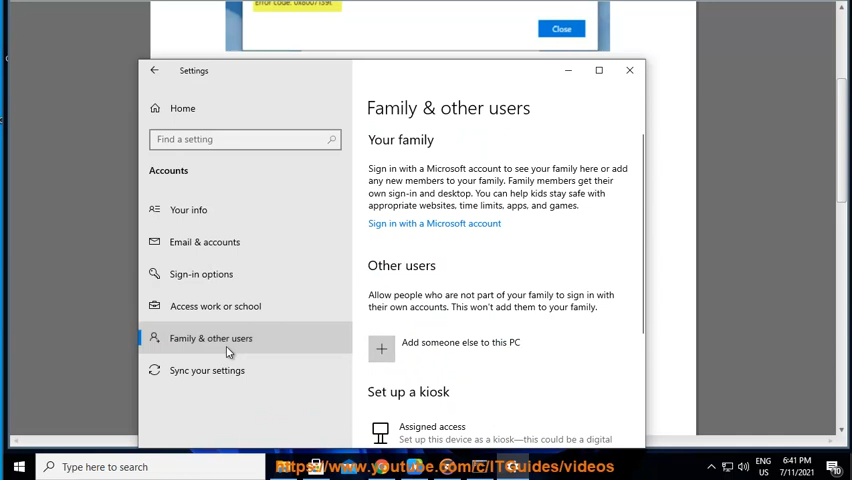 Error code: 0x8007139f
Close
Settings
Home
Find a setting
Accounts
Your info
Email & accounts
Sign-in options
Access work or school
Family & other users
Sync your settings
Family & other users
Your family
Sign in with a Microsoft account to see your family here or add
any new members to your family. Family members get their
own sign-in and desktop. You can help kids stay safe with
appropriate websites, time limits, apps, and games.
Sign in with a Microsoft account
Other users
Allow people who are not part of your family to sign in with
their own accounts. This won't add them to your family.
Add someone else to this PC
Set up a kiosk
Assigned access
Set up this device as a kiosk—this could be a digital
Type here to search
Https://www.youtube.com/c/ITGuides/videos
ENG
US
6:41 PM
7/11/2021
10